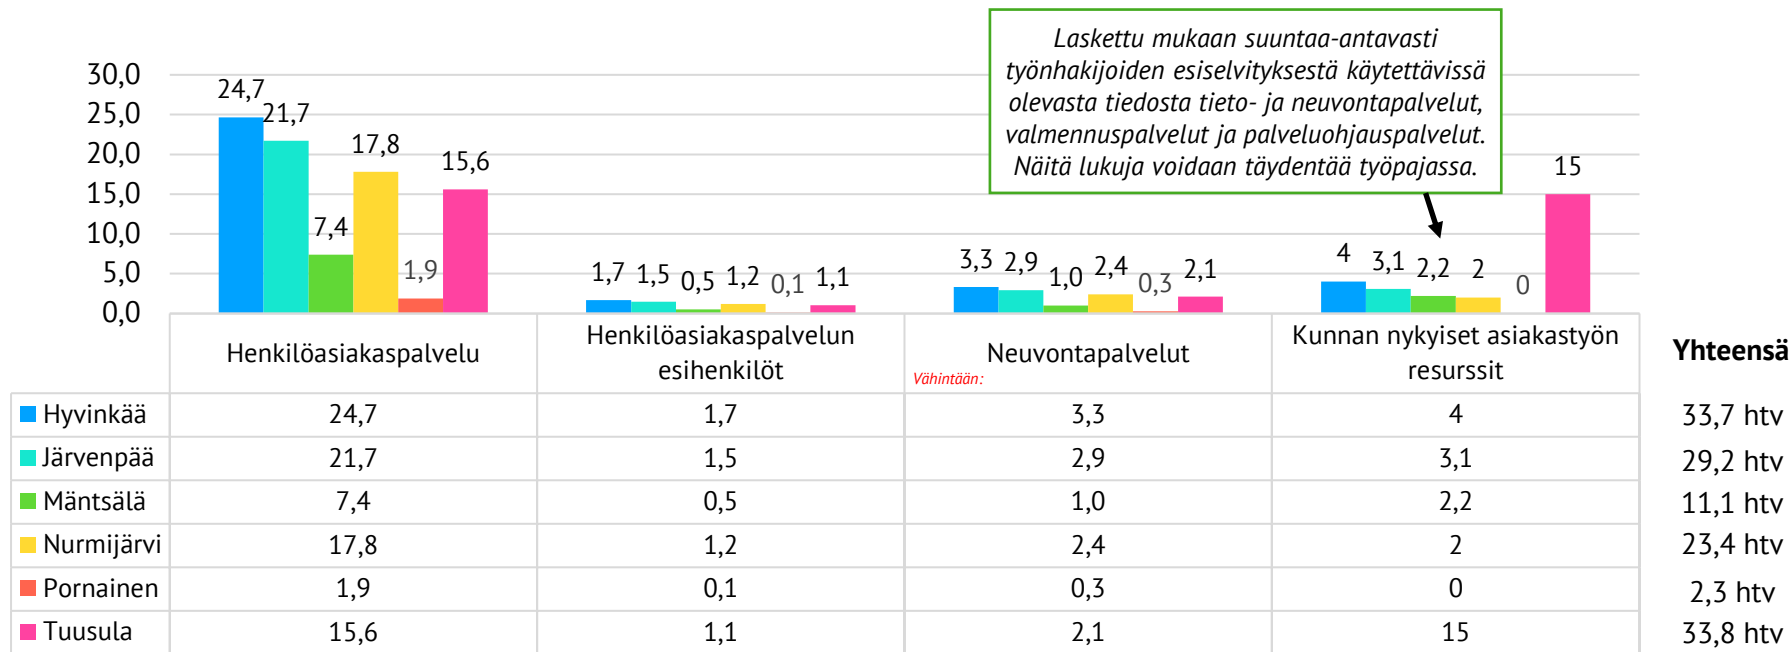 Laskettu mukaan suuntaa-antavasti
työnhakijoiden esiselvityksestä käytettävissä
olevasta tiedosta tieto- ja neuvontapalvelut,
valmennuspalvelut ja palveluohjauspalvelut.
Näitä lukuja voidaan täydentää työpajassa.
30,0
25,0
20,0
15,0
10,0
5,0
0,0
24,7 21,7 7,4 17,8 1,9 15,6
1,7 1,5 0,5 1,2 0,1 1,1
3,3 2,9 1,0 2,4 0,3 2,1
4 3,1 2,2 2 0 15
Henkilöasiakaspalvelu
Henkilöasiakaspalvelun
esihenkilöt
Neuvontapalvelut
Vähintään:
Kunnan nykyiset asiakastyön
resurssit
Yhteensä
Hyvinkää 24,7 1,7 3,3 4 33,7 htv
Järvenpää 21,7 1,5 2,9 3,1 29,2 htv
Mäntsälä 7,4 0,5 1,0 2,2 11,1 htv
Nurmijärvi 17,8 1,2 2,4 2 23,4 htv
Pornainen 1,9 0,1 0,3 0 2,3 htv
Tuusula 15,6 1,1 2,1 15 33,8 htv